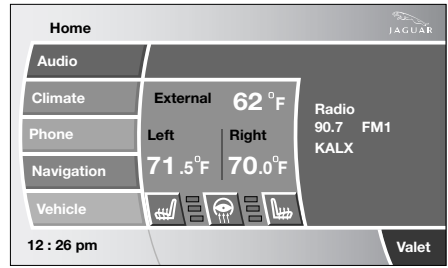 Home
JAGUAR
Audio
Climate
Phone
Navigation
Vehicle
External 62 °F
Left Right
71.5°F 70.0°F
Radio
90.7 FM1
KALX
12 : 26 pm
Valet